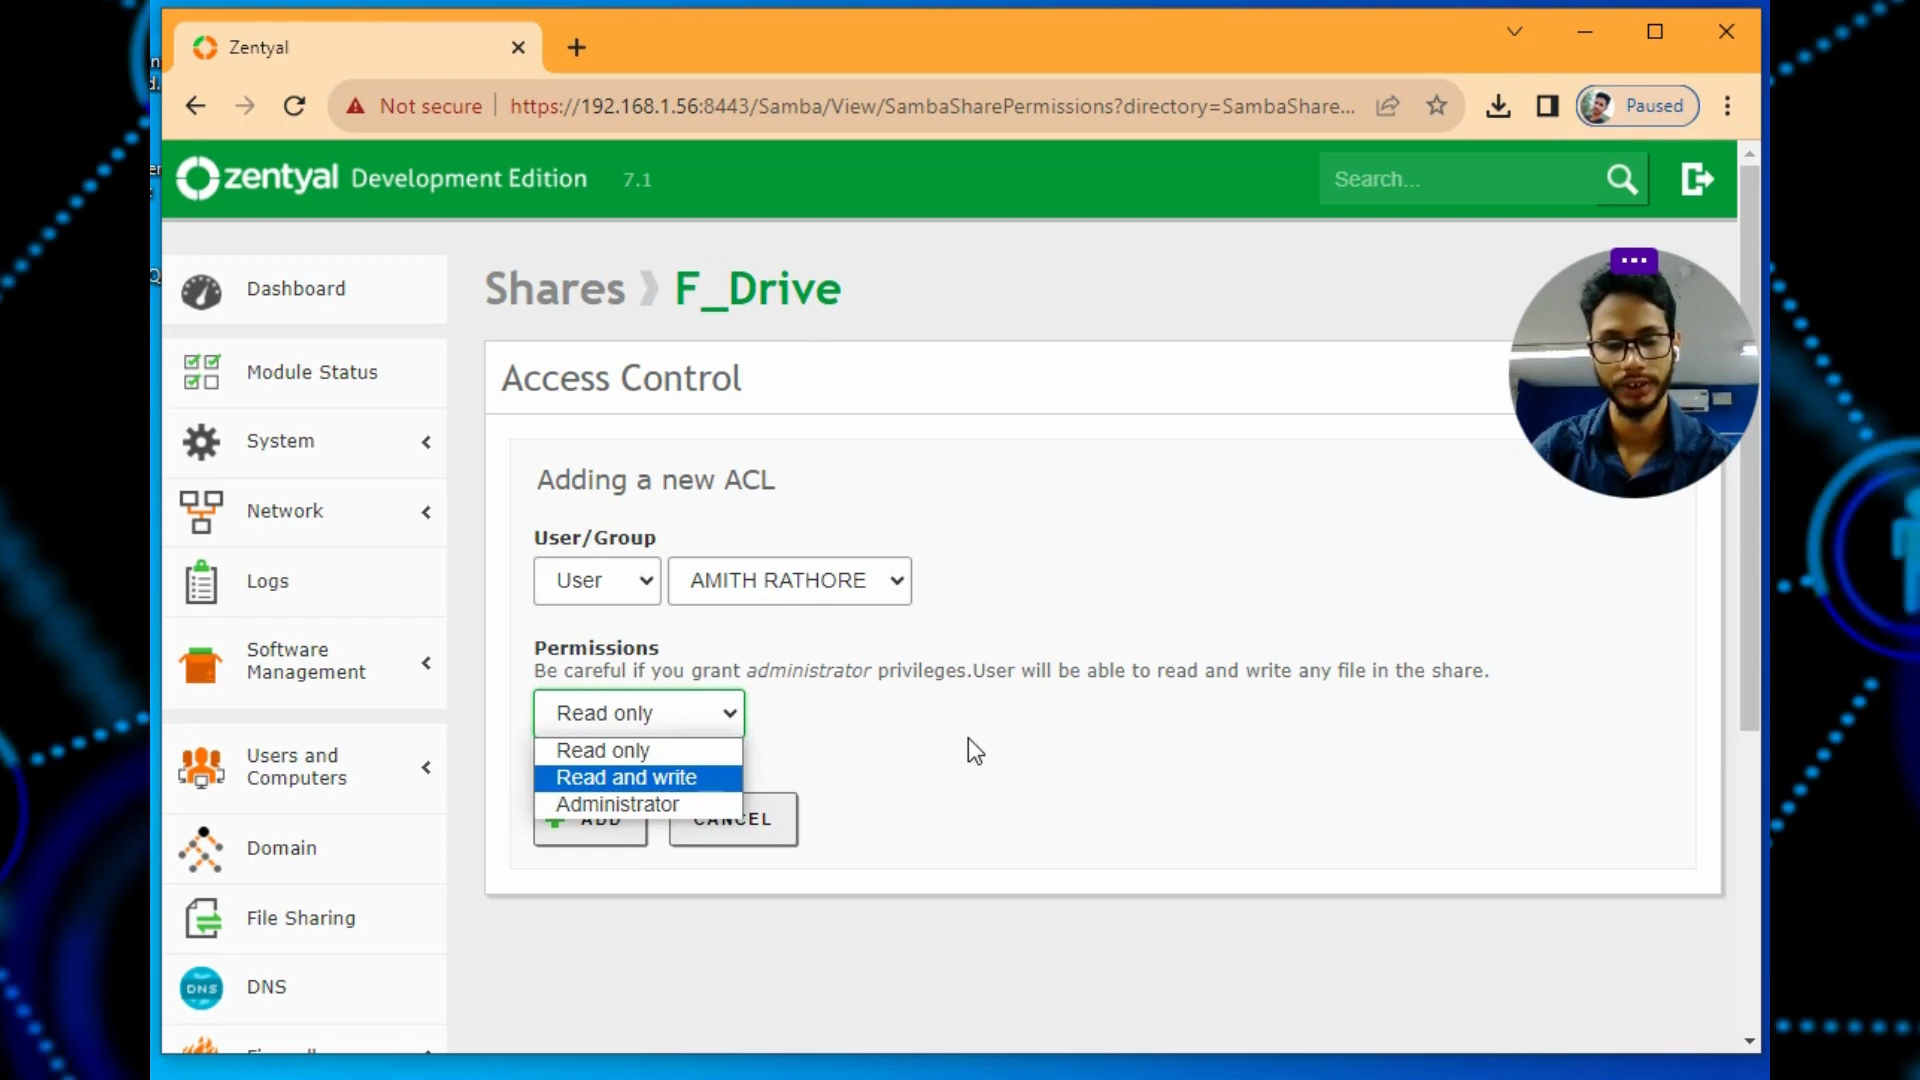 Zentyal
Not secure
https://192.168.1.56:8443/Samba/View/SambaSharePermissions?directory=SambaShare...
Paused
zentyal Development Edition 7.1
Search...
Dashboard
Module Status
System
Network
Logs
Software
Management
Users and
Computers
Domain
File Sharing
DNS
DNS
Shares
F_Drive
Access Control
Adding a new ACL
User/Group
User
AMITH RATHORE
Permissions
Be careful if you grant administrator privileges.User will be able to read and write any file in the share.
Read only
Read only
Read and write
Administrator
ADD
CANCEL